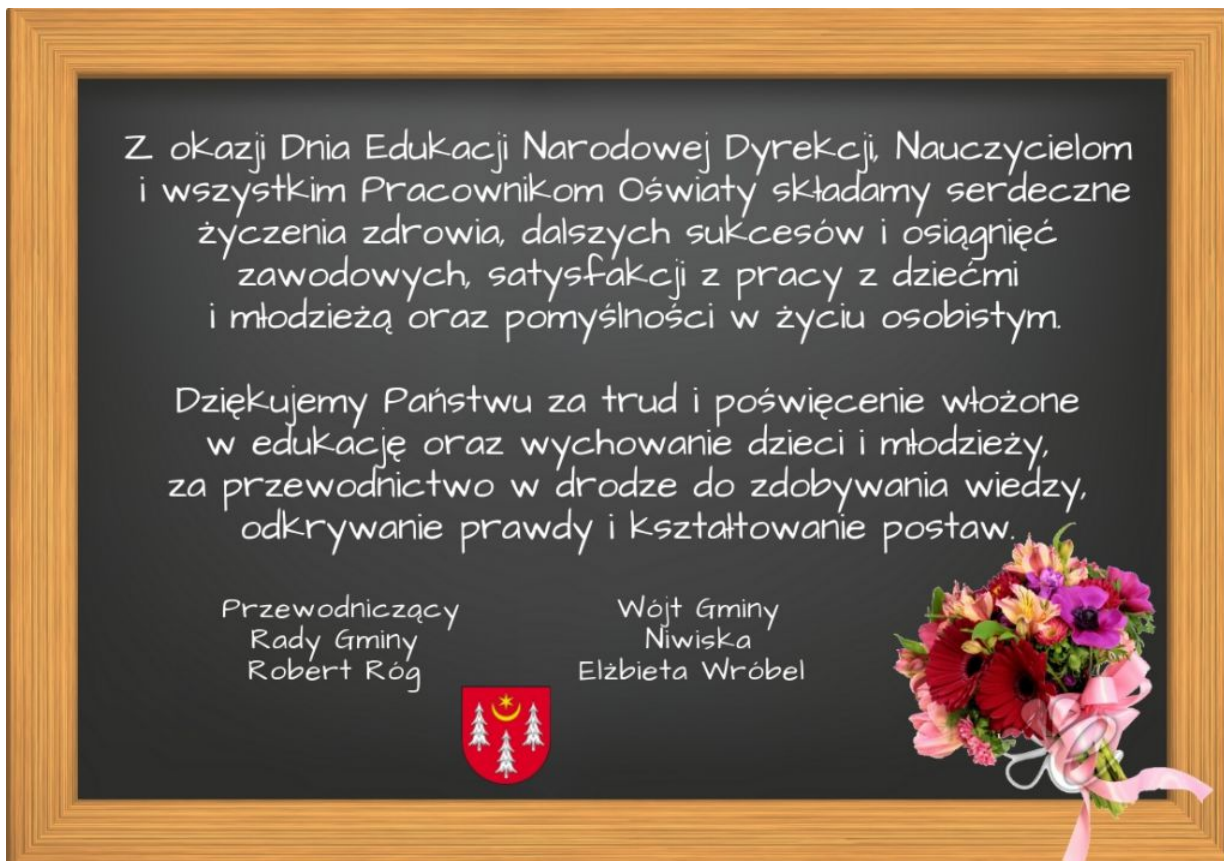 Z okazji Dnia Edukacji Narodowej Dyrekcji, Nauczycielom
i wszystkim Pracownikom Oświaty składamy serdeczne
życzenia zdrowia, dalszych sukcesów i osiągnięć
zawodowych, satysfakcji z pracy z dziećmi
i młodzieżą oraz pomyślności w życiu osobistym.
Dziękujemy Państwu za trud i poświęcenie włożone
w edukację oraz wychowanie dzieci i młodzieży,
za przewodnictwo w drodze do zdobywania wiedzy,
odkrywanie prawdy i kształtowanie postaw.
Przewodniczący
Rady Gminy
Robert Róg
Wójt Gminy
Niwiska
Elżbieta Wróbel